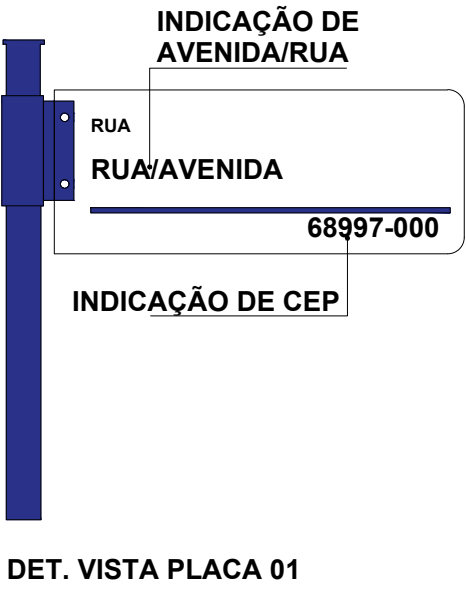 INDICAÇÃO DE
AVENIDA/RUA
RUA
RUA/AVENIDA
68997-000
INDICAÇÃO DE CEP
DET. VISTA PLACA 01